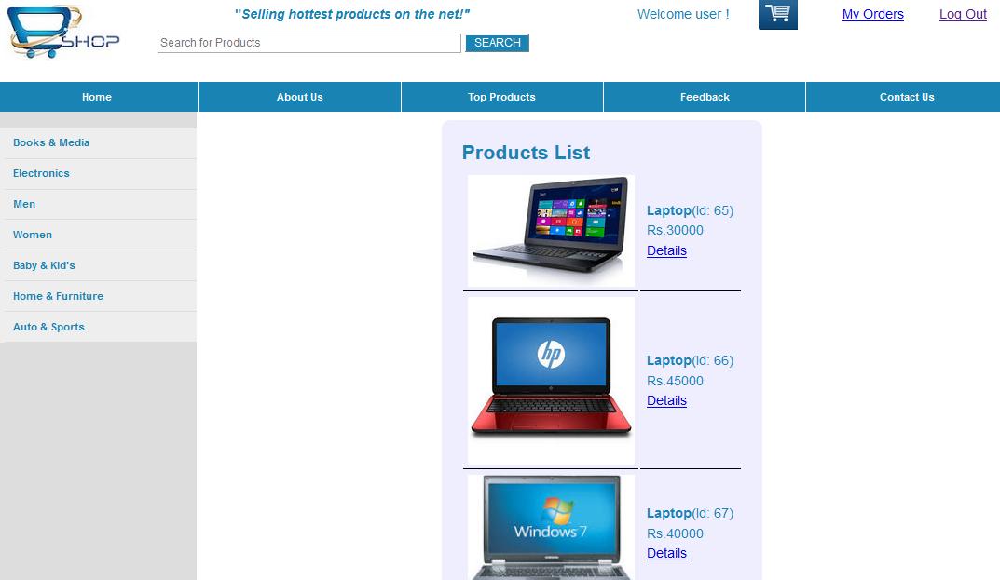 SHOP
"Selling hottest products on the net!"
Welcome user !
My Orders
Log Out
Search for Products
SEARCH
Home
About Us
Top Products
Feedback
Contact Us
Books & Media
Electronics
Men
Women
Baby & Kid's
Home & Furniture
Auto & Sports
Products List
Start
Laptop(Id: 65)
Rs.30000
Details
hp
Laptop(Id: 66)
Rs.45000
Details
Windows 7
Laptop(Id: 67)
Rs.40000
Details